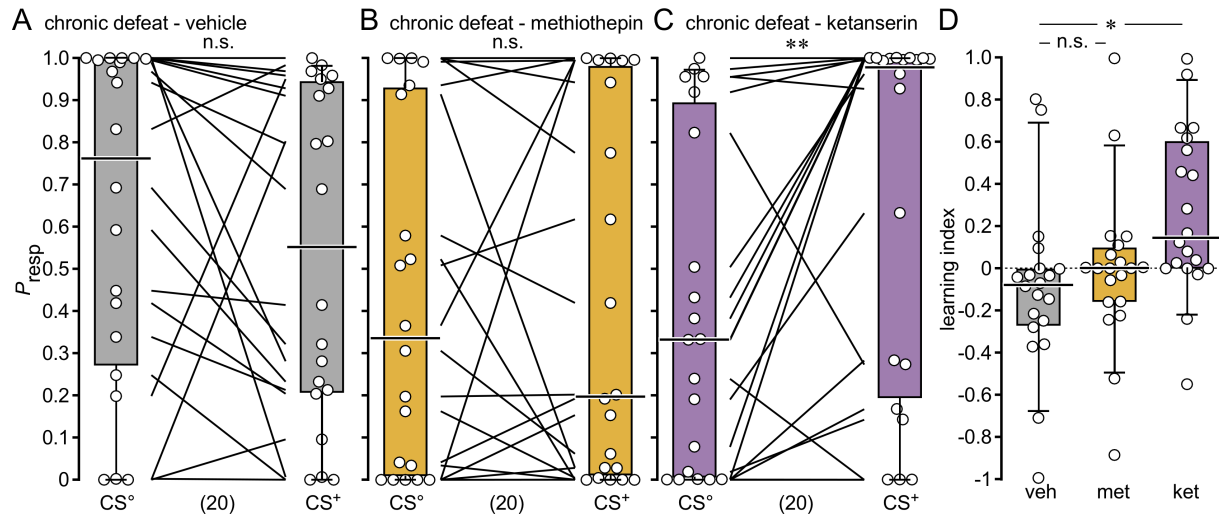 A chronic defeat - vehicle
n.s.
1.0
0.9
0.8
0.7
0.6
0.5
0.4
0.3
0.2
0.1
0
Presp
CS°
(20)
CS+
B chronic defeat - methiothepin
n.s.
CS°
(20)
CS+
C chronic defeat - ketanserin
**
CS°
(20)
CS+
D
*
n.s.
1.0
0.8
0.6
0.4
0.2
0
-0.2
-0.4
-0.6
-0.8
-1
learning index
veh
met
ket